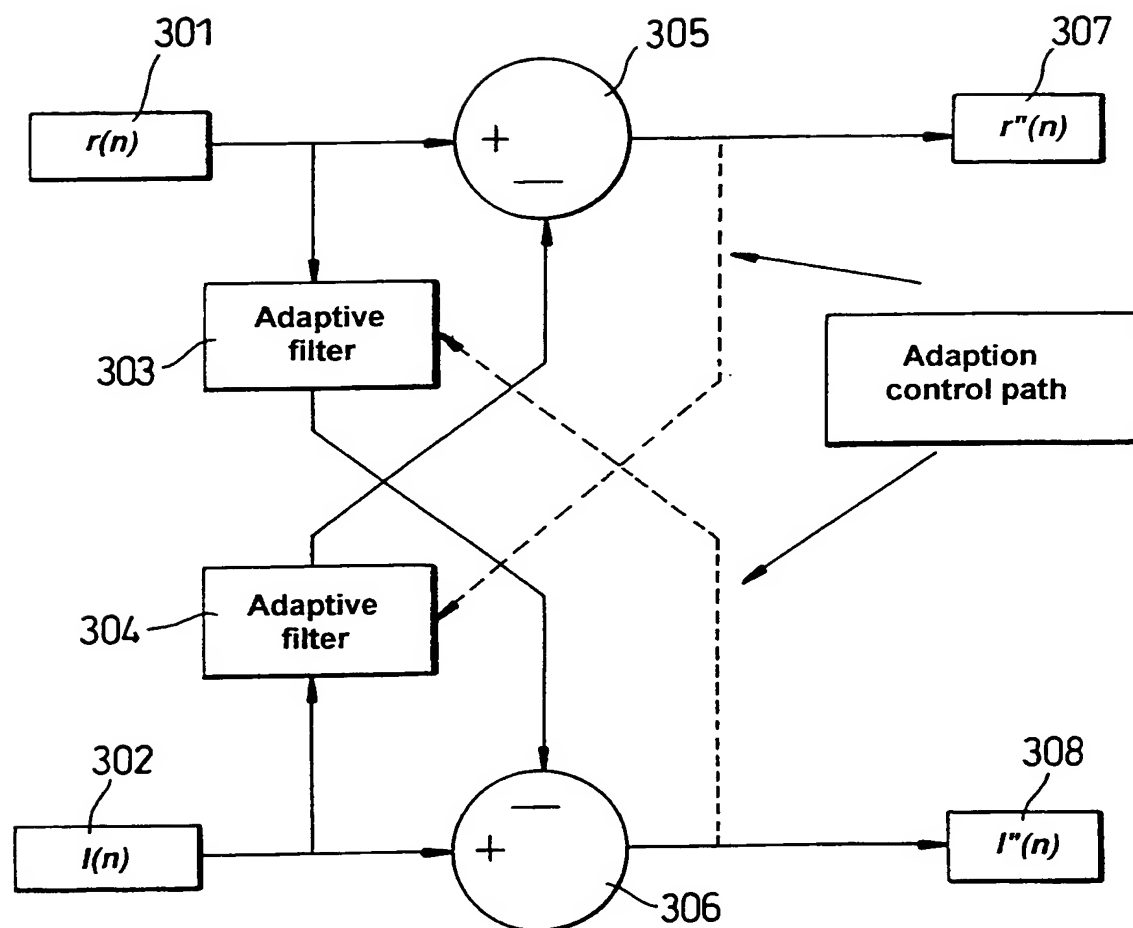 301
305
307
r(n)
+
−
r"(n)
Adaptive
filter
303
Adaption
control path
Adaptive
filter
304
302
308
l(n)
−
+
l"(n)
306